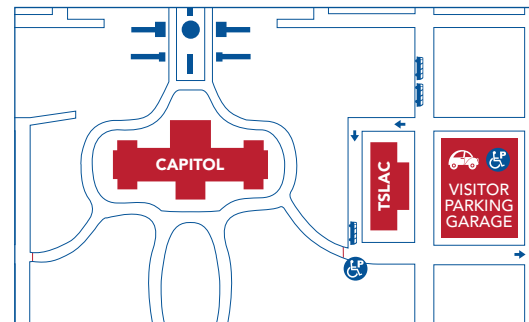 CAPITOL
TSLAC
P
VISITOR
PARKING
GARAGE
P